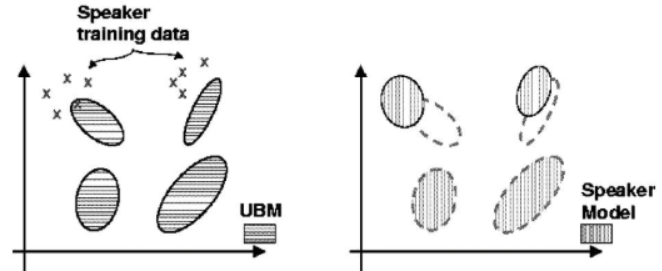 Speaker
training data
UBM
Speaker
Model